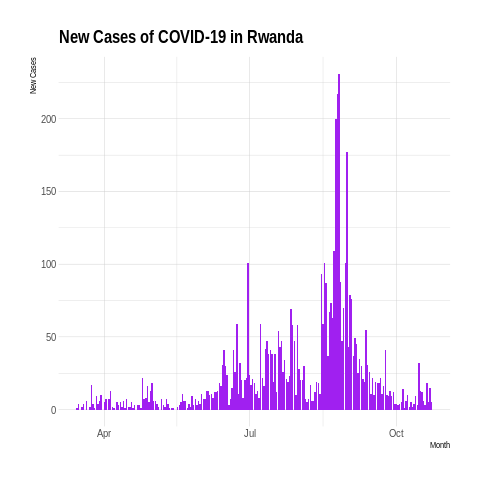 New Cases of COVID-19 in Rwanda
New Cases
200
150
100
50
0
Apr
Jul
Oct
Month